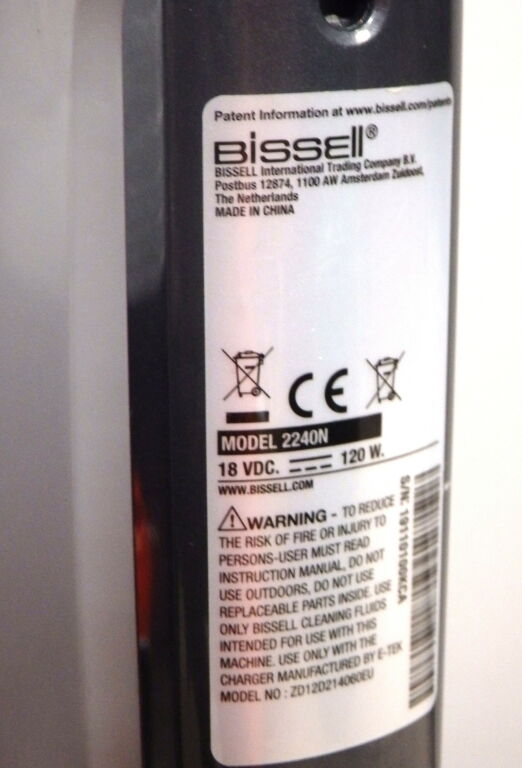 Patent Information at www.bissell.com/patents
BISSELL®
BISSELL International Trading Company B.V.
Postbus 12874, 1100 AW Amsterdam Zuidoost,
The Netherlands
MADE IN CHINA
CE
MODEL 2240N
18 VDC. 120 W.
WWW.BISSELL.COM
WARNING - TO REDUCE
THE RISK OF FIRE OR INJURY TO
PERSONS-USER MUST READ
INSTRUCTION MANUAL, DO NOT
USE OUTDOORS, DO NOT USE
REPLACEABLE PARTS INSIDE. USE
ONLY BISSELL CLEANING FLUIDS
INTENDED FOR USE WITH THIS
MACHINE. USE ONLY WITH THE
CHARGER MANUFACTURED BY E-TEK
MODEL NO : ZD12D214060EU